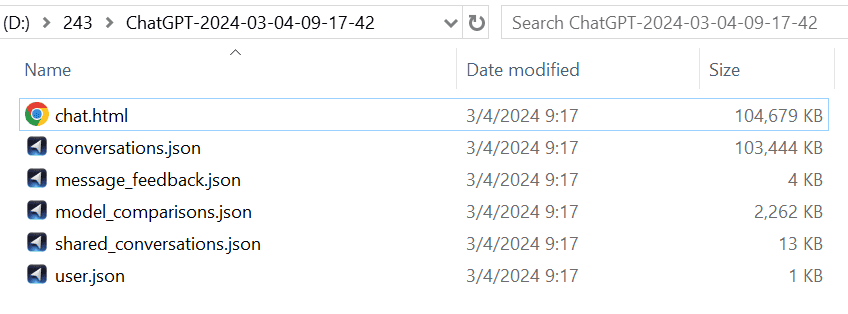 (D:) > 243 > ChatGPT-2024-03-04-09-17-42 Search ChatGPT-2024-03-04-09-17-42
Name Date modified Size
chat.html 3/4/2024 9:17 104,679 KB
conversations.json 3/4/2024 9:17 103,444 KB
message_feedback.json 3/4/2024 9:17 4 KB
model_comparisons.json 3/4/2024 9:17 2,262 KB
shared_conversations.json 3/4/2024 9:17 13 KB
user.json 3/4/2024 9:17 1 KB